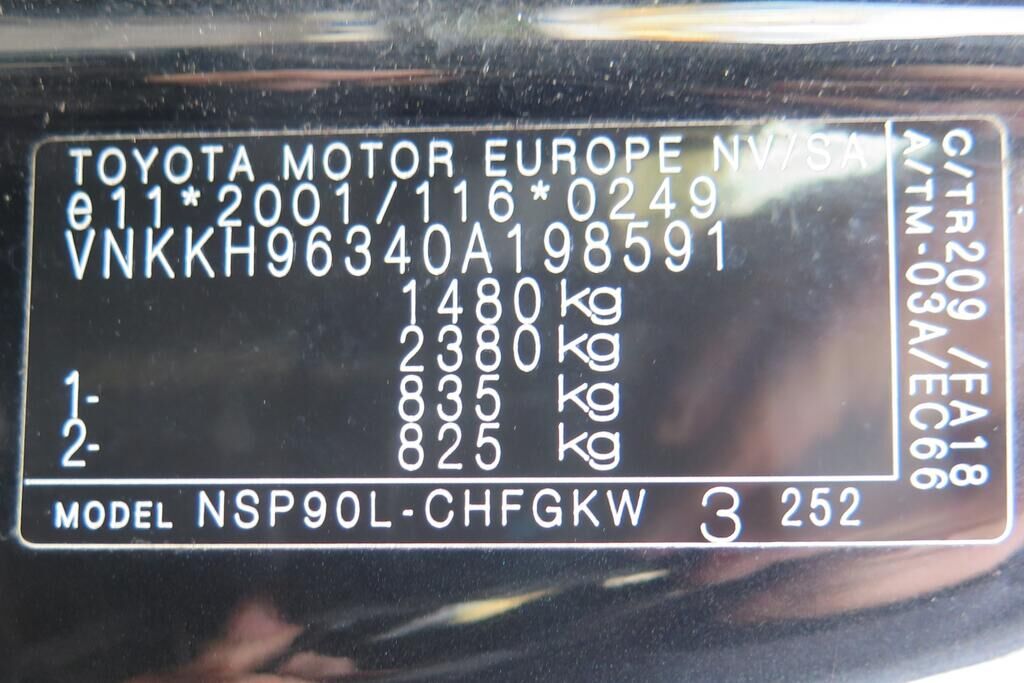 TOYOTA MOTOR EUROPE NV/SA
e11*2001/116*0249
VNKKH96340A198591
1480 kg
2380 kg
1- 835 kg
2- 825 kg
MODEL NSP90L-CHFGKW 3 252
C/TR209 /FA18
A/TM-03A/EC66